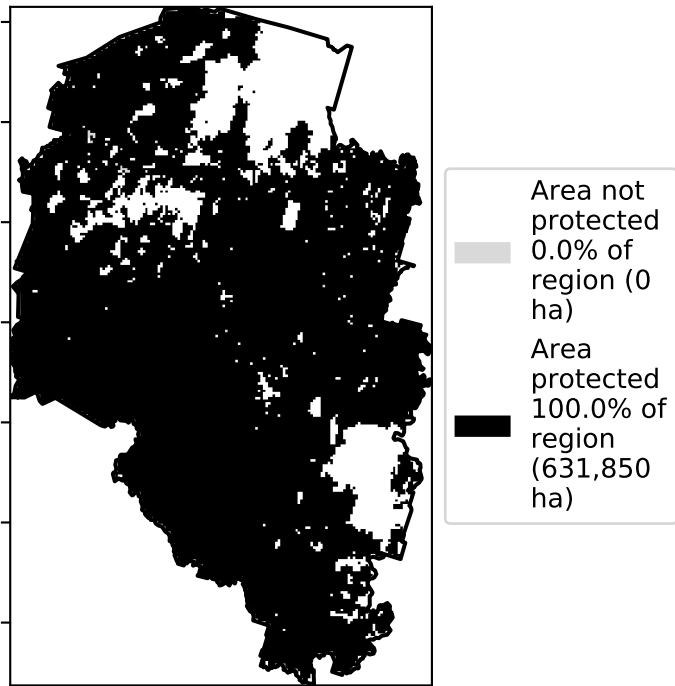 Area not
protected
0.0% of
region (0
ha)
Area
protected
100.0% of
region
(631,850
ha)